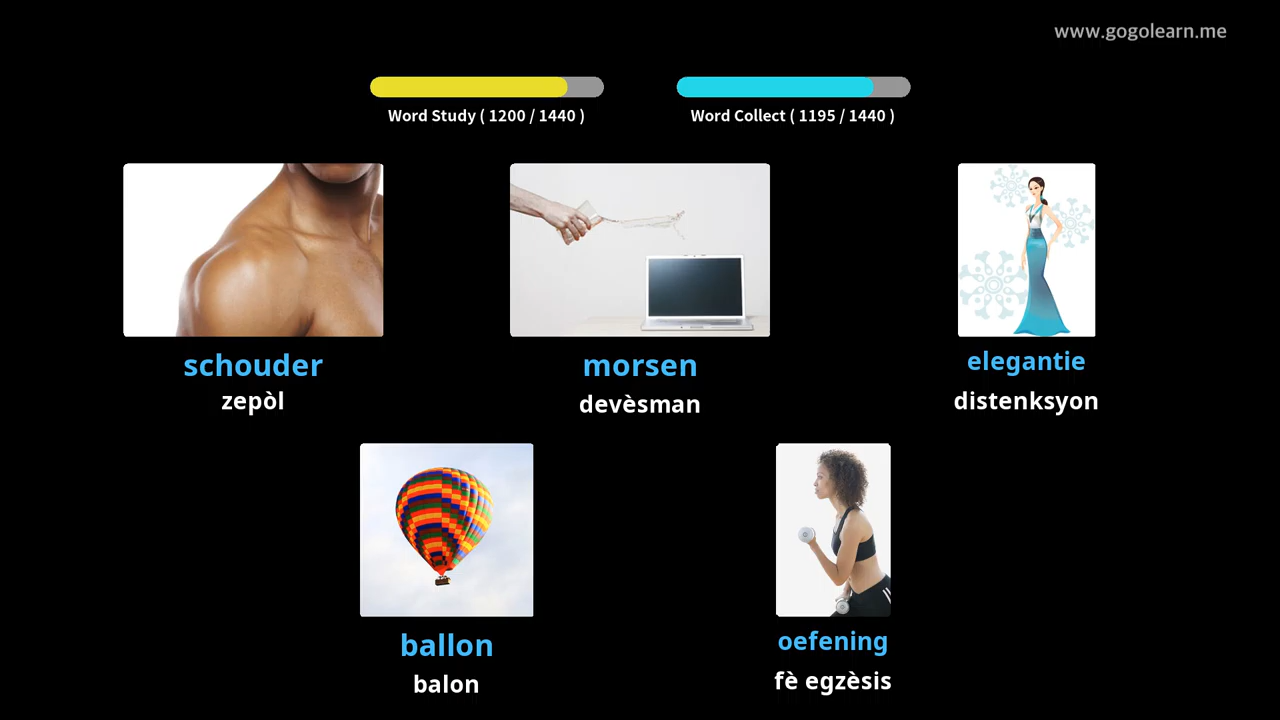 www.gogolearn.me
Word Study ( 1200 / 1440 )
Word Collect ( 1195 / 1440 )
schouder
zepòl
morsen
devèsman
elegantie
distenksyon
ballon
balon
oefening
fè egzèsis